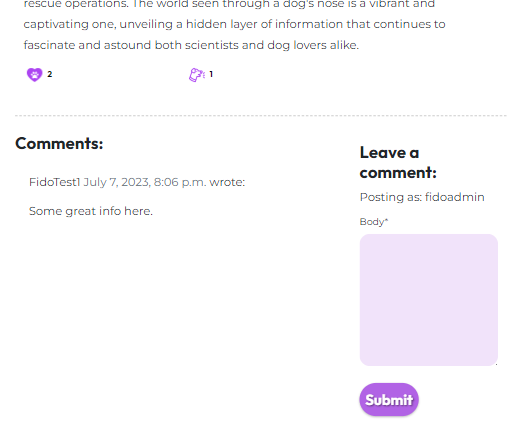 rescue operations. The world seen through a dog's nose is a vibrant and
captivating one, unveiling a hidden layer of information that continues to
fascinate and astound both scientists and dog lovers alike.
2
1
Comments:
FidoTest1 July 7, 2023, 8:06 p.m. wrote:
Some great info here.
Leave a
comment:
Posting as: fidoadmin
Body*
Submit